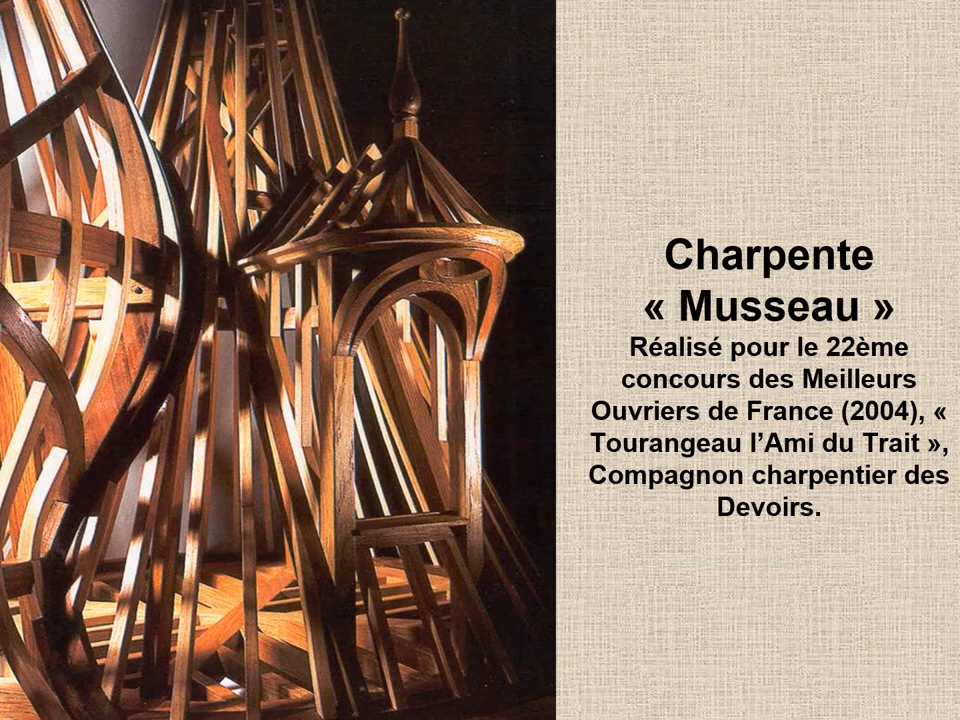 Charpente
« Musseau »
Réalisé pour le 22ème
concours des Meilleurs
Ouvriers de France (2004), «
Tourangeau l’Ami du Trait »,
Compagnon charpentier des
Devoirs.